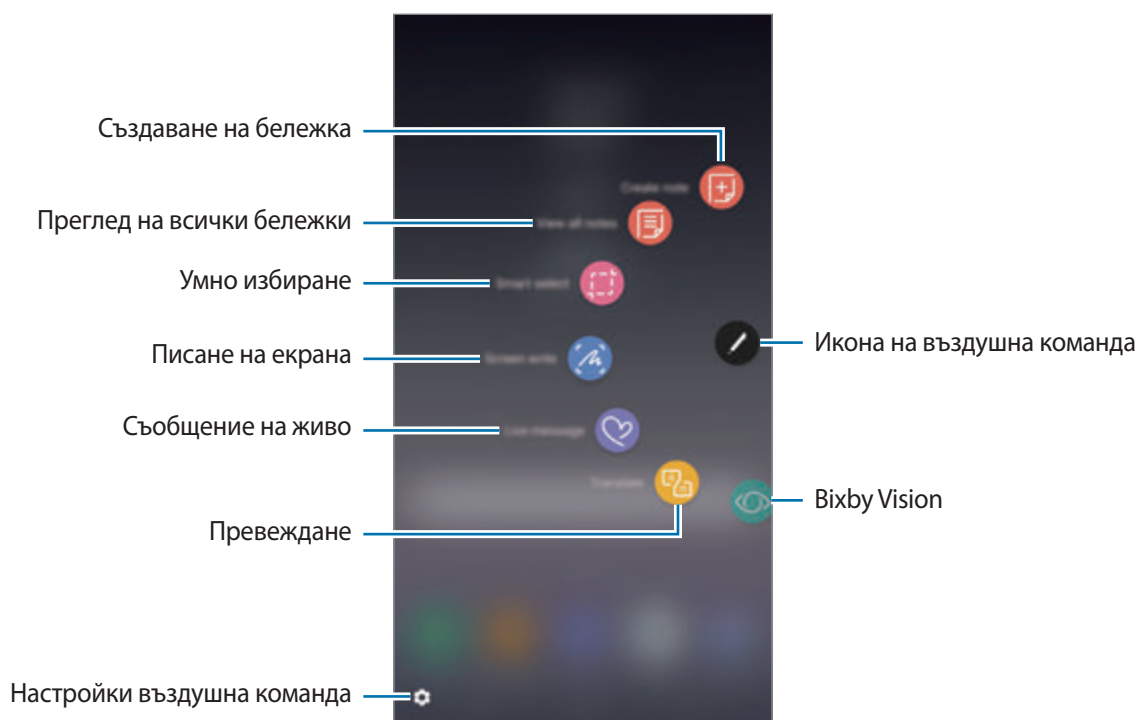 Създаване на бележка
Create note
Преглед на всички бележки
View all notes
Умно избиране
Smart select
Писане на екрана
Screen write
Икона на въздушна команда
Съобщение на живо
Live message
Translate
Bixby Vision
Превеждане
Настройки въздушна команда